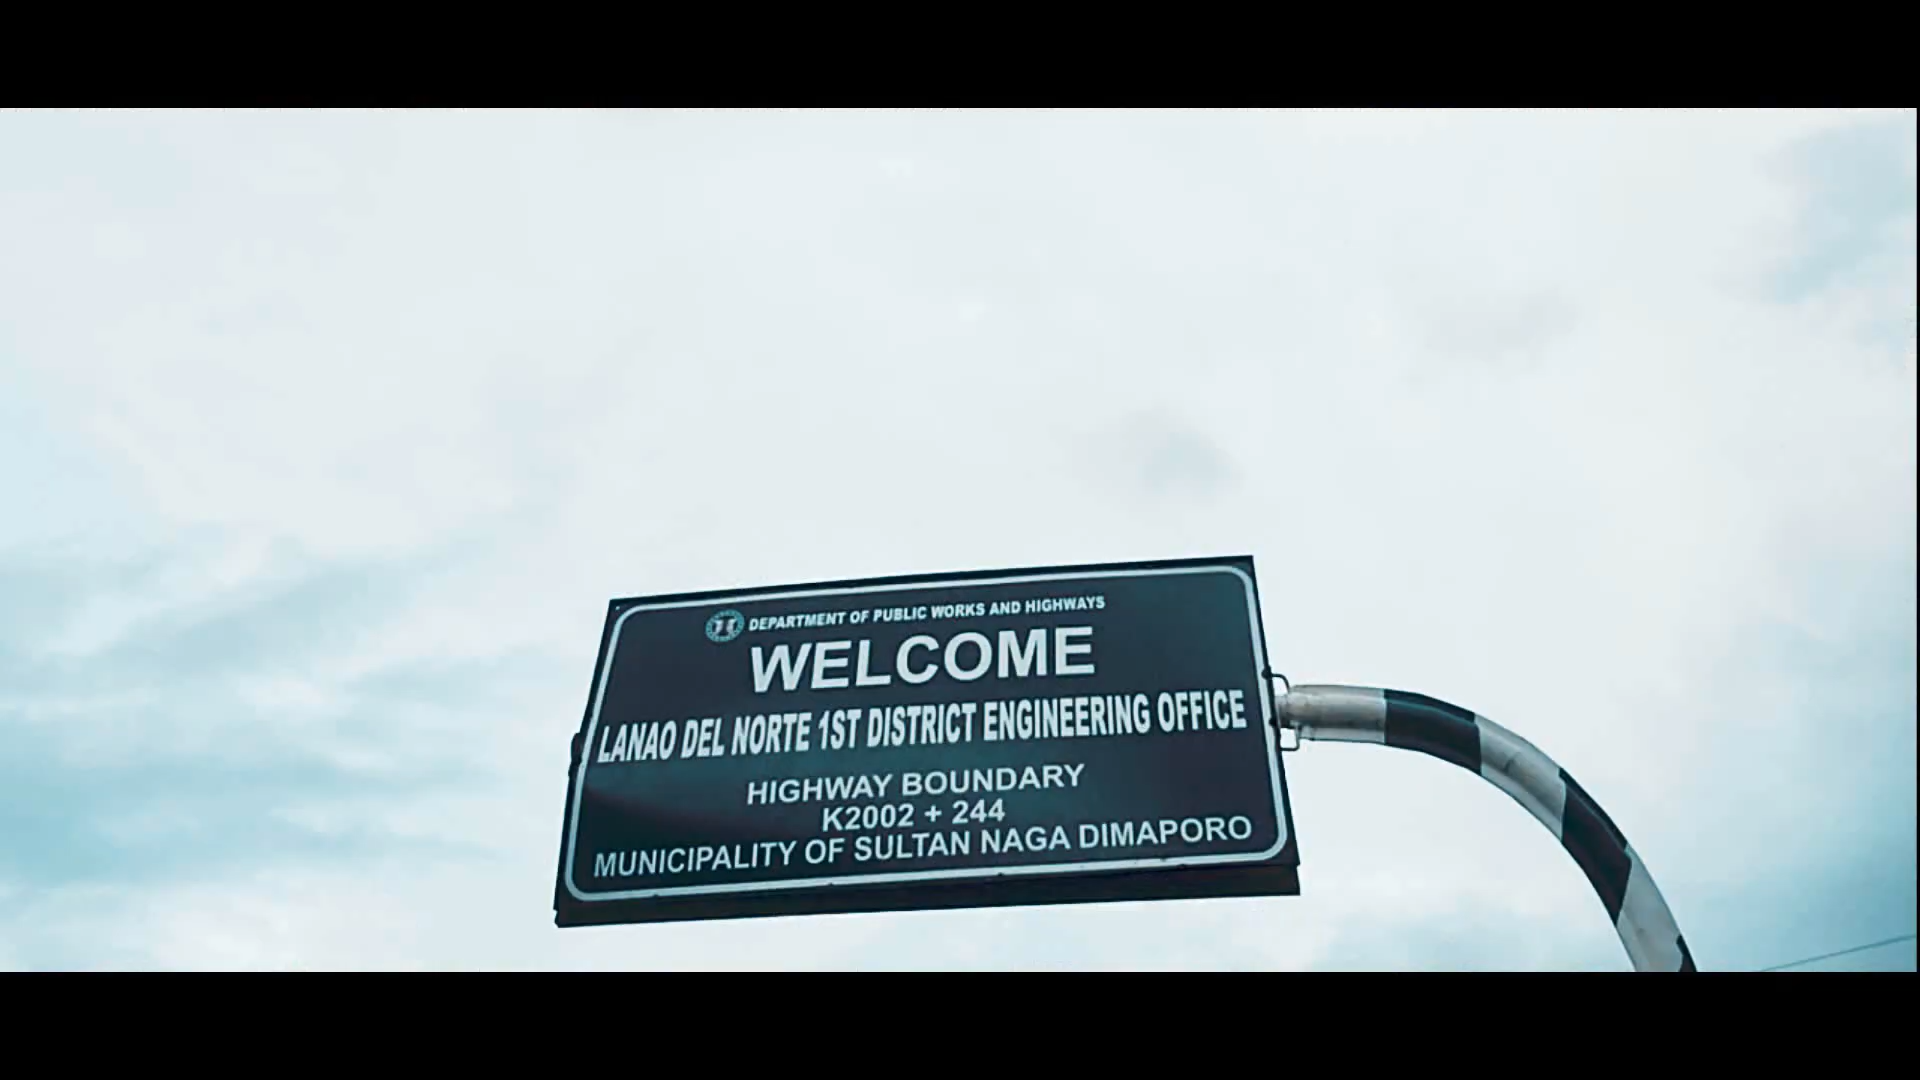 DEPARTMENT OF PUBLIC WORKS AND HIGHWAYS
WELCOME
LANAO DEL NORTE 1ST DISTRICT ENGINEERING OFFICE
HIGHWAY BOUNDARY
K2002 + 244
MUNICIPALITY OF SULTAN NAGA DIMAPORO